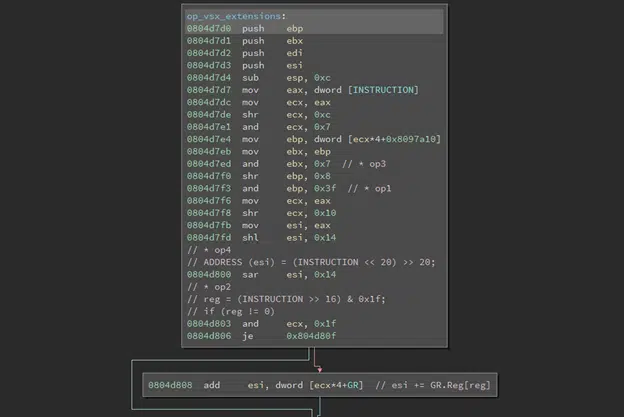 op_vsx_extensions:
0804d7d0 push ebp
0804d7d1 push ebx
0804d7d2 push edi
0804d7d3 push esi
0804d7d4 sub esp, 0xc
0804d7d7 mov eax, dword [INSTRUCTION]
0804d7dc mov ecx, eax
0804d7de shr ecx, 0xc
0804d7e1 and ecx, 0x7
0804d7e4 mov ebp, dword [ecx*4+0x8097a10]
0804d7eb mov ebx, ebp
0804d7ed and ebx, 0x7 // * op3
0804d7f0 shr ebp, 0x8
0804d7f3 and ebp, 0x3f // * op1
0804d7f6 mov ecx, eax
0804d7f8 shr ecx, 0x10
0804d7fb mov esi, eax
0804d7fd shl esi, 0x14
// * op4
// ADDRESS (esi) = (INSTRUCTION << 20) >> 20;
0804d800 sar esi, 0x14
// * op2
// reg = (INSTRUCTION >> 16) & 0x1f;
// if (reg != 0)
0804d803 and ecx, 0x1f
0804d806 je 0x804d80f
0804d808 add esi, dword [ecx*4+GR] // esi += GR.Reg[reg]